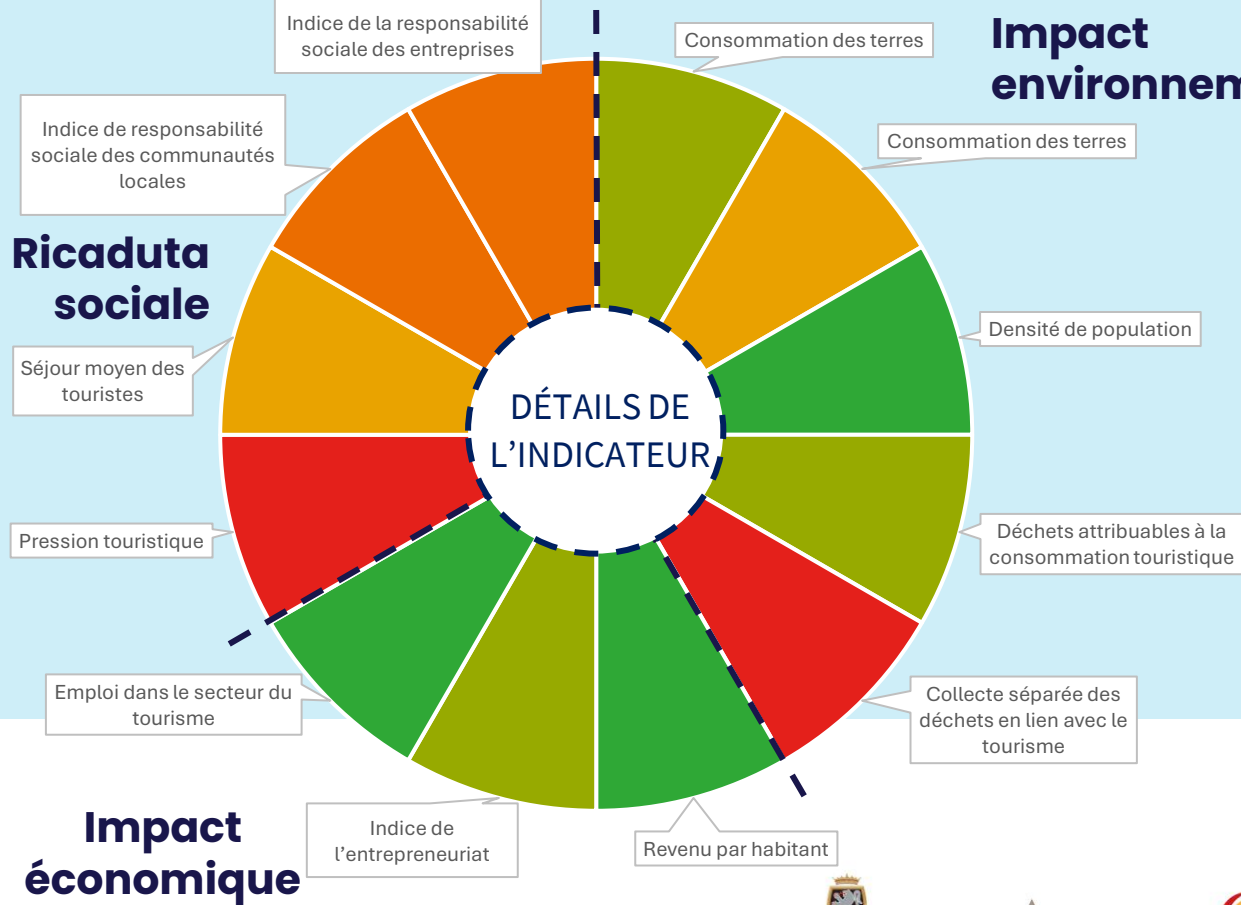 Indice de la responsabilité
sociale des entreprises
Consommation des terres
Impact
Indice de responsabilité
sociale des communautés
locales
Consommation des terres
Ricaduta
sociale
Densité de population
Séjour moyen des
touristes
DÉTAILS DE
L’INDICATEUR
Pression touristique
Déchets attribuables à la
consommation touristique
Emploi dans le secteur du
tourisme
Collecte séparée des
déchets en lien avec le
tourisme
Impact
économique
Indice de
l’entrepreneuriat
Revenu par habitant